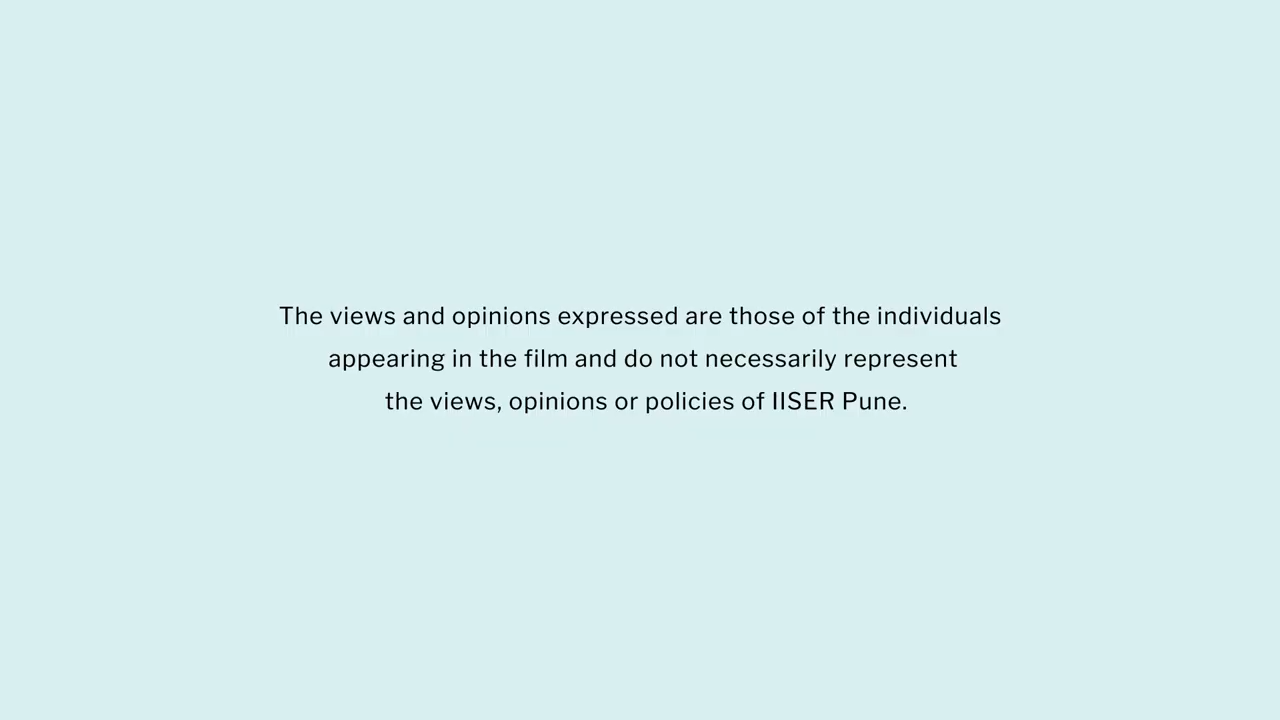 The views and opinions expressed are those of the individuals
appearing in the film and do not necessarily represent
the views, opinions or policies of IISER Pune.